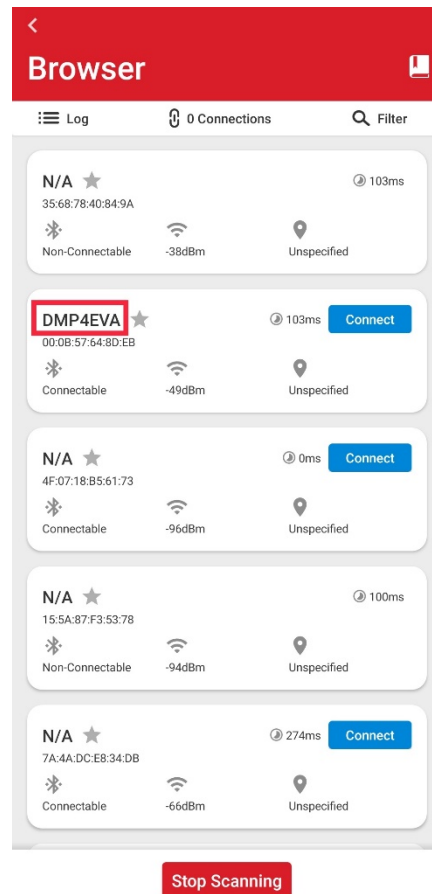 Browser
Log 0 Connections Filter
N/A 103ms
35:68:78:40:84:9A
Non-Connectable -38dBm Unspecified
DMP4EVA 103ms Connect
00:0B:57:64:8D:EB
Connectable -49dBm Unspecified
N/A 0ms Connect
4F:07:18:B5:61:73
Connectable -96dBm Unspecified
N/A 100ms
15:5A:87:F3:53:78
Non-Connectable -94dBm Unspecified
N/A 274ms Connect
7A:4A:DC:E8:34:DB
Connectable -66dBm Unspecified
Stop Scanning